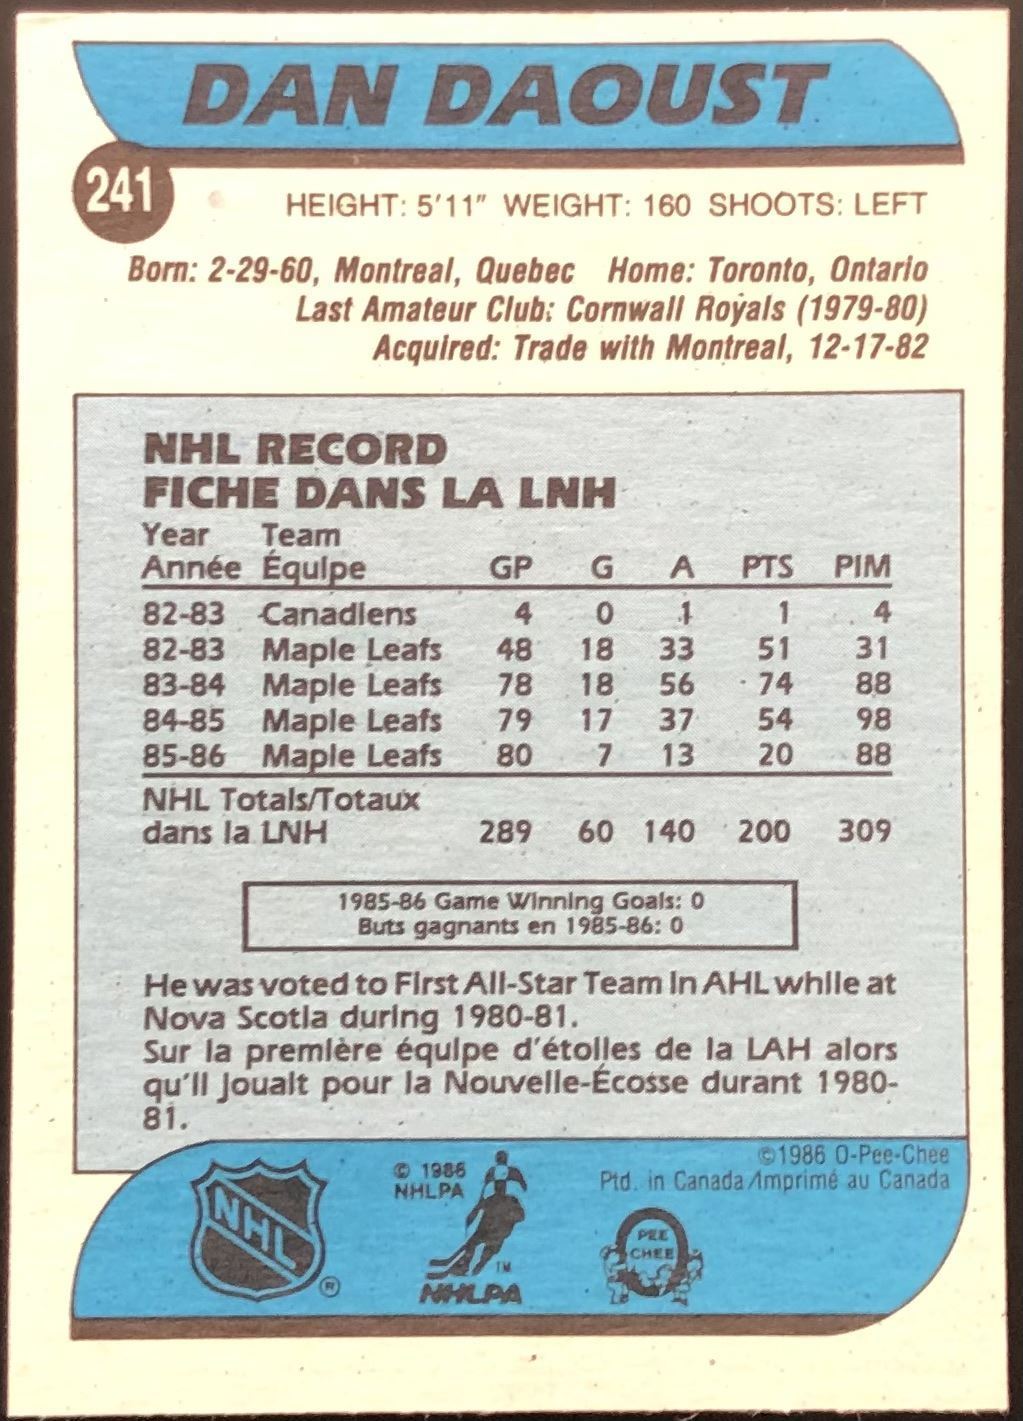 DAN DAOUST
241
HEIGHT: 5'11" WEIGHT: 160 SHOOTS: LEFT
Born: 2-29-60, Montreal, Quebec Home: Toronto, Ontario
Last Amateur Club: Cornwall Royals (1979-80)
Acquired: Trade with Montreal, 12-17-82
NHL RECORD
FICHE DANS LA LNH
Year Team
Année Équipe GP G A PTS PIM
82-83 Canadiens 4 0 1 1 4
82-83 Maple Leafs 48 18 33 51 31
83-84 Maple Leafs 78 18 56 74 88
84-85 Maple Leafs 79 17 37 54 98
85-86 Maple Leafs 80 7 13 20 88
NHL Totals/Totaux
dans la LNH 289 60 140 200 309
1985-86 Game Winning Goals: 0
Buts gagnants en 1985-86: 0
He was voted to First All-Star Team in AHL while at
Nova Scotia during 1980-81.
Sur la première équipe d'étoiles de la LAH alors
qu'il jouait pour la Nouvelle-Écosse durant 1980-
81.
©1986 O-Pee-Chee
Ptd. in Canada/Imprimé au Canada
© 1986
NHLPA
NHL
®
TM
NHLPA
PEE
CHEE